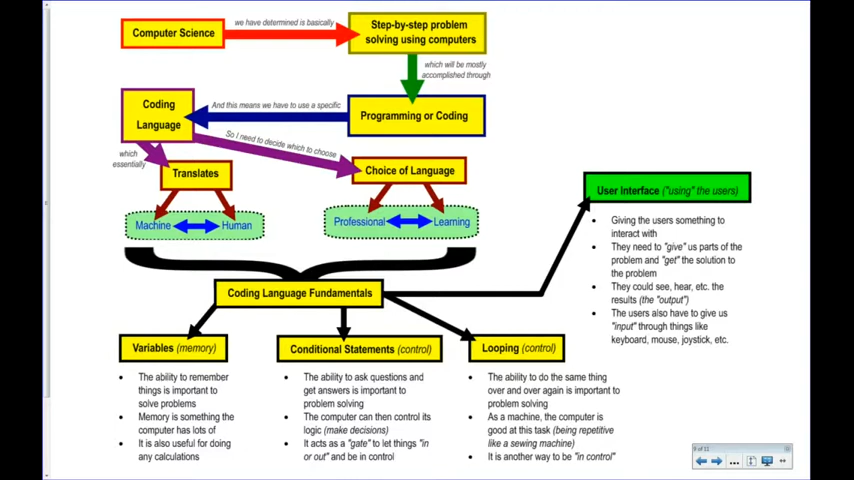 Computer Science
we have determined is basically
Step-by-step problem
solving using computers
which will be mostly
accomplished through
Programming or Coding
And this means we have to use a specific
Coding
Language
which
essentially
So I need to decide which to choose
Translates
Choice of Language
Machine
Human
Professional
Learning
Coding Language Fundamentals
User Interface ("using" the users)
• Giving the users something to
interact with
• They need to "give" us parts of the
problem and "get" the solution to
the problem
• They could see, hear, etc. the
results (the "output")
• The users also have to give us
"input" through things like
keyboard, mouse, joystick, etc.
Variables (memory)
• The ability to remember
things is important to
solve problems
• Memory is something the
computer has lots of
• It is also useful for doing
any calculations
Conditional Statements (control)
• The ability to ask questions and
get answers is important to
problem solving
• The computer can then control its
logic (make decisions)
• It acts as a "gate" to let things "in
or out" and be in control
Looping (control)
• The ability to do the same thing
over and over again is important to
problem solving
• As a machine, the computer is
good at this task (being repetitive
like a sewing machine)
• It is another way to be "in control"
9 of 11